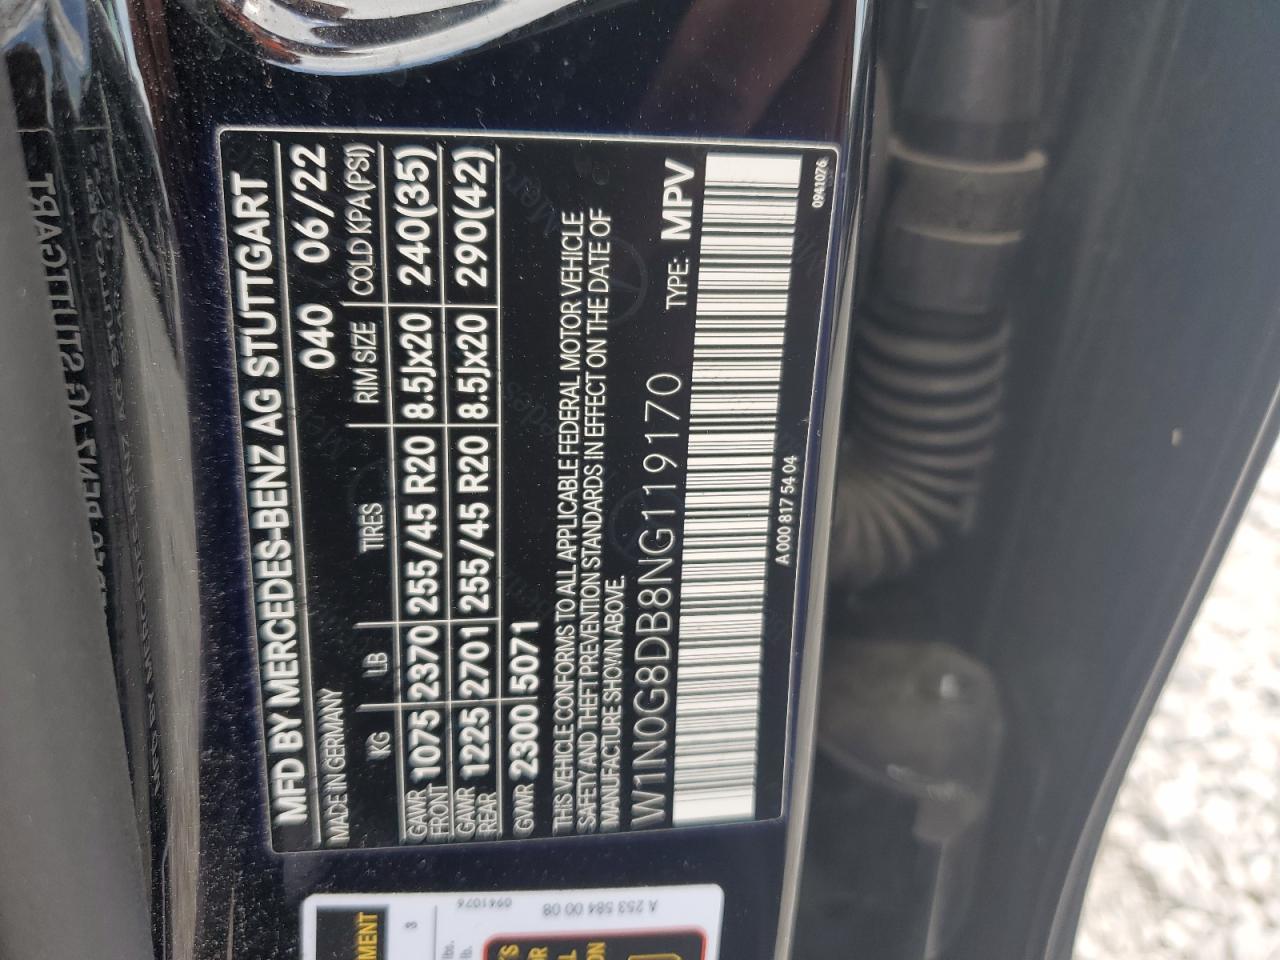 MFD BY MERCEDES-BENZ AG STUTTGART
MADE IN GERMANY 040 06/22
KG LB TIRES RIM SIZE COLD KPA(PSI)
GAWR FRONT 1075 2370 255/45 R20 8.5Jx20 240(35)
GAWR REAR 1225 2701 255/45 R20 8.5Jx20 290(42)
GVWR 2300 5071
THIS VEHICLE CONFORMS TO ALL APPLICABLE FEDERAL MOTOR VEHICLE
SAFETY AND THEFT PREVENTION STANDARDS IN EFFECT ON THE DATE OF
MANUFACTURE SHOWN ABOVE.
W1N0G8DB8NG119170 TYPE: MPV
A 000 817 54 04 0941076
A 253 584 00 08
0941076
3
lbs.
lb.